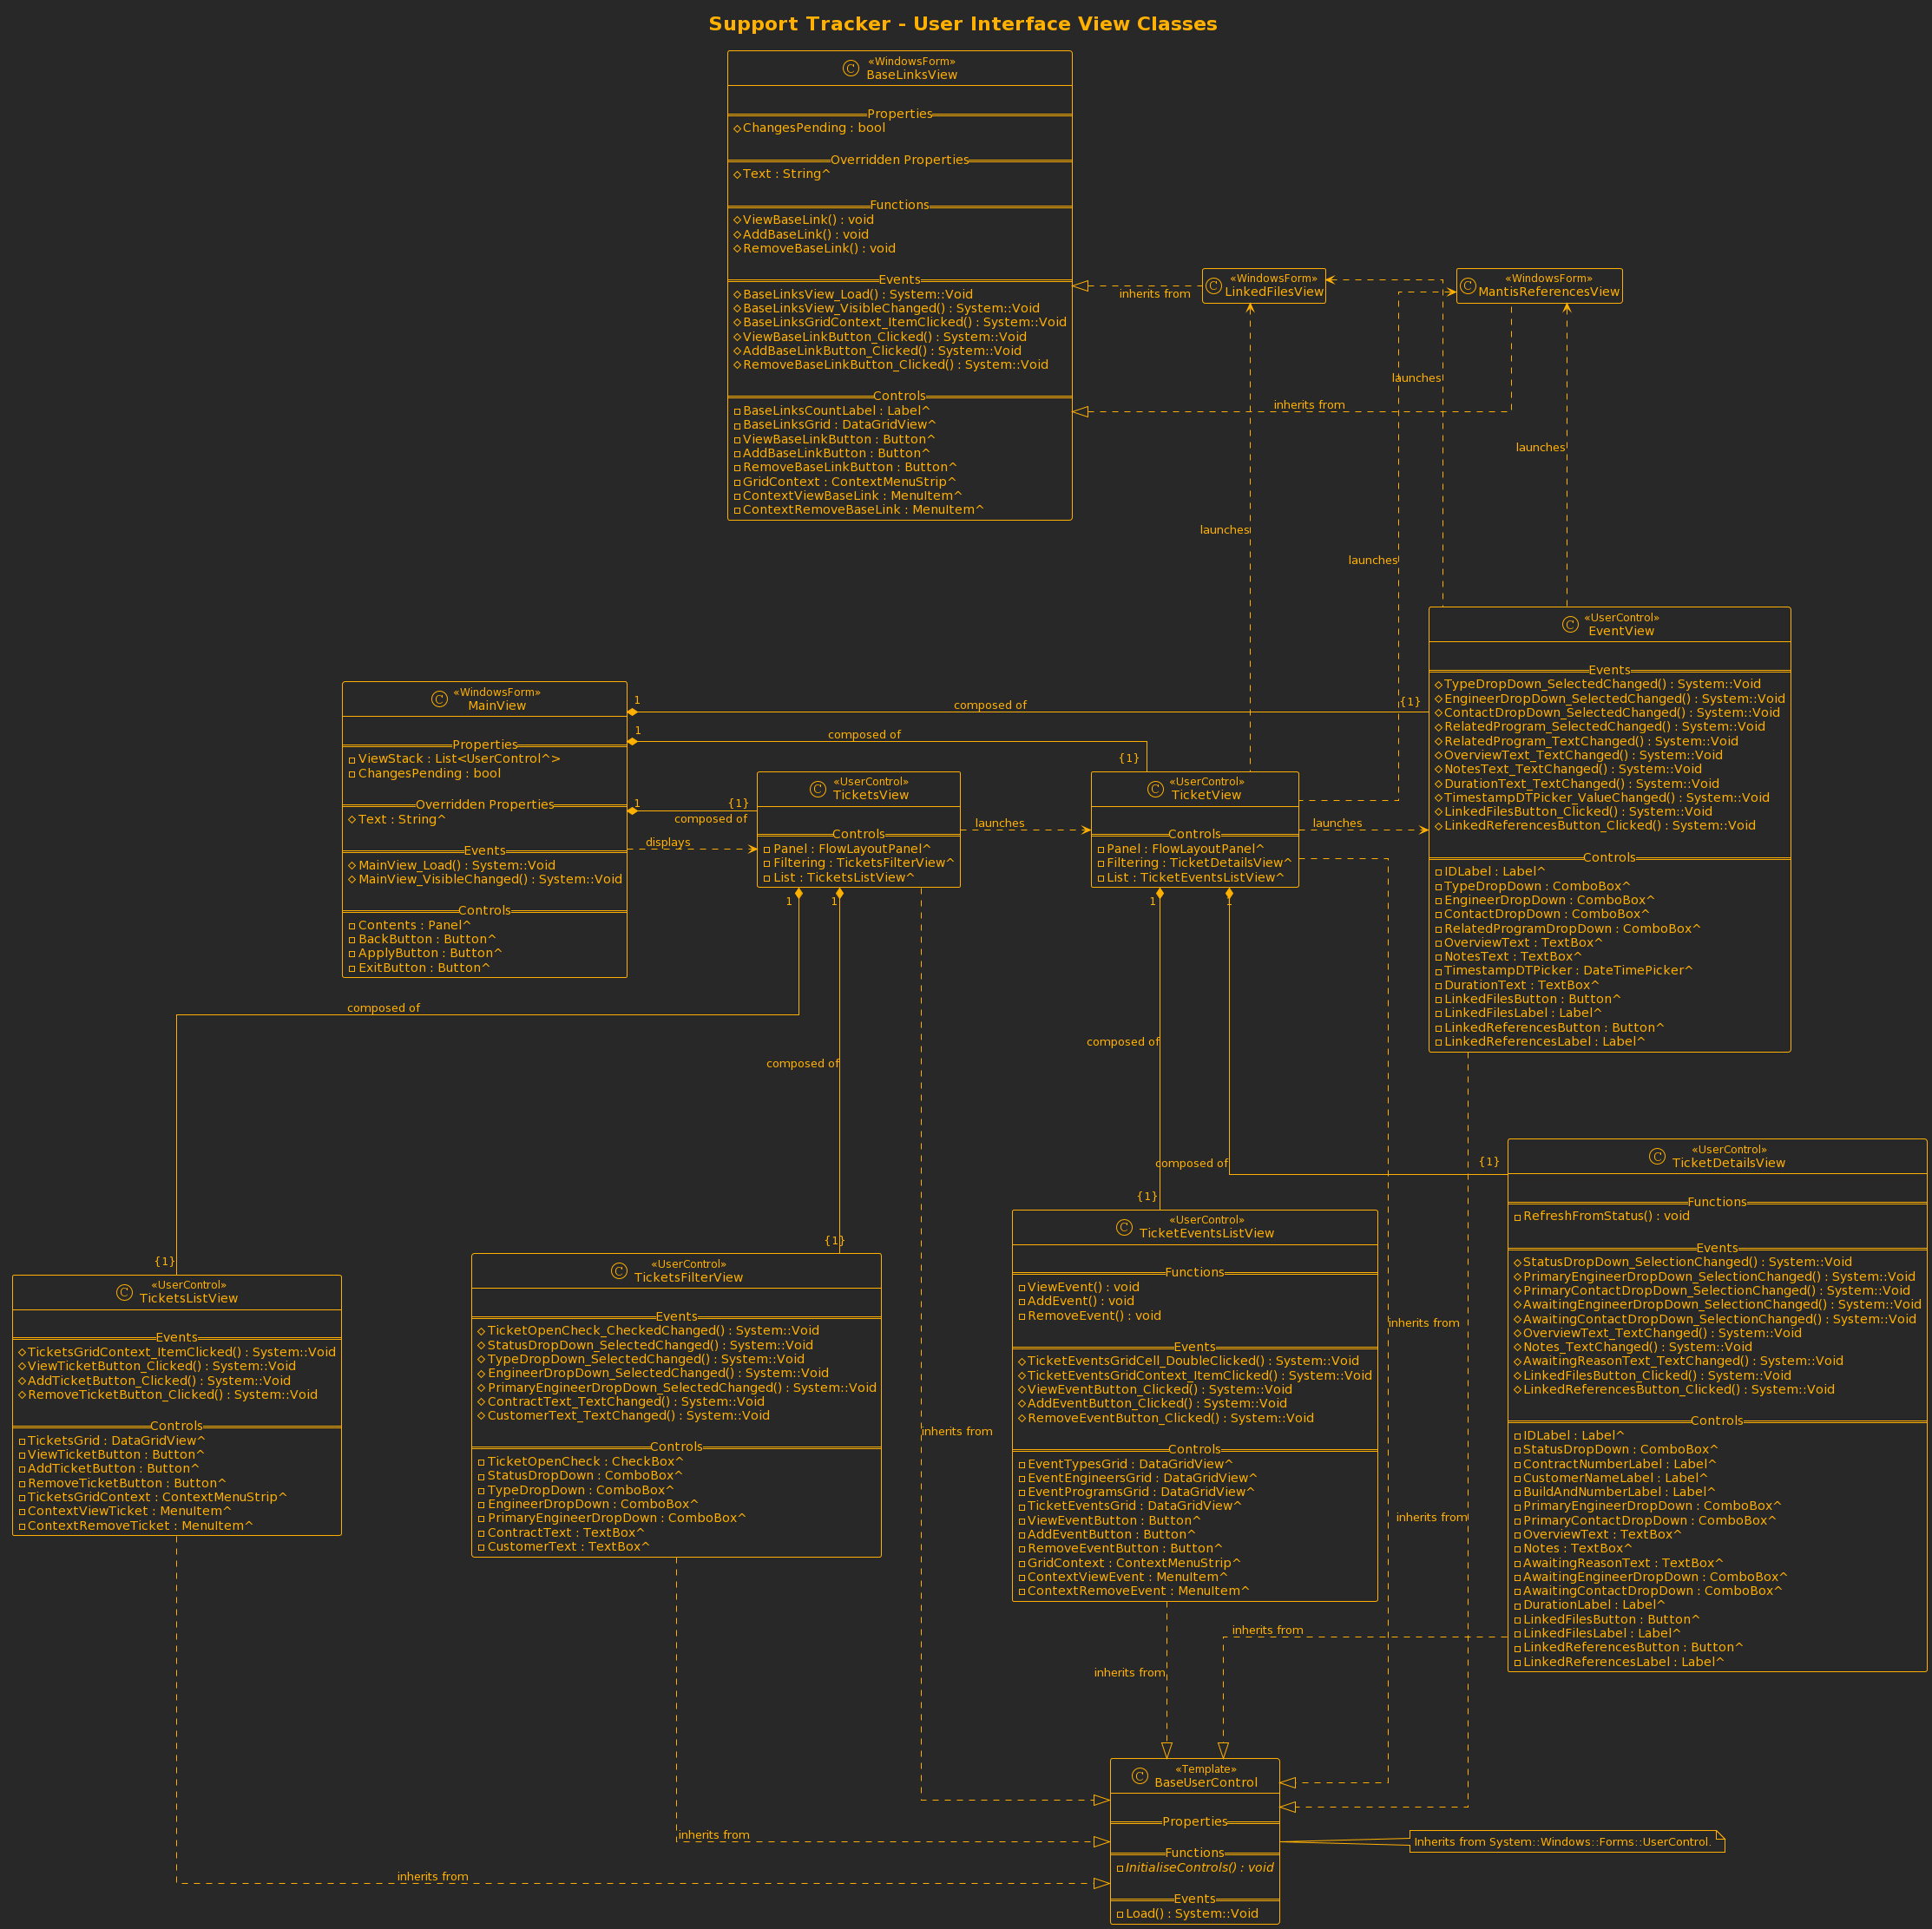 Support Tracker - User Interface View Classes
«WindowsForm»
BaseLinksView
Properties
ChangesPending : bool
Overridden Properties
Text : String^
Functions
ViewBaseLink() : void
AddBaseLink() : void
RemoveBaseLink() : void
Events
BaseLinksView_Load() : System::Void
BaseLinksView_VisibleChanged() : System::Void
BaseLinksGridContext_ItemClicked() : System::Void
ViewBaseLinkButton_Clicked() : System::Void
AddBaseLinkButton_Clicked() : System::Void
RemoveBaseLinkButton_Clicked() : System::Void
Controls
BaseLinksCountLabel : Label^
BaseLinksGrid : DataGridView^
ViewBaseLinkButton : Button^
AddBaseLinkButton : Button^
RemoveBaseLinkButton : Button^
GridContext : ContextMenuStrip^
ContextViewBaseLink : MenuItem^
ContextRemoveBaseLink : MenuItem^
inherits from
«WindowsForm»
LinkedFilesView
«WindowsForm»
MantisReferencesView
launches
inherits from
launches
launches
launches
«UserControl»
EventView
Events
TypeDropDown_SelectedChanged() : System::Void
EngineerDropDown_SelectedChanged() : System::Void
ContactDropDown_SelectedChanged() : System::Void
RelatedProgram_SelectedChanged() : System::Void
RelatedProgram_TextChanged() : System::Void
OverviewText_TextChanged() : System::Void
NotesText_TextChanged() : System::Void
DurationText_TextChanged() : System::Void
TimestampDTPicker_ValueChanged() : System::Void
LinkedFilesButton_Clicked() : System::Void
LinkedReferencesButton_Clicked() : System::Void
Controls
IDLabel : Label^
TypeDropDown : ComboBox^
EngineerDropDown : ComboBox^
ContactDropDown : ComboBox^
RelatedProgramDropDown : ComboBox^
OverviewText : TextBox^
NotesText : TextBox^
TimestampDTPicker : DateTimePicker^
DurationText : TextBox^
LinkedFilesButton : Button^
LinkedFilesLabel : Label^
LinkedReferencesButton : Button^
LinkedReferencesLabel : Label^
«WindowsForm»
MainView
Properties
ViewStack : List<UserControl^>
ChangesPending : bool
Overridden Properties
Text : String^
Events
MainView_Load() : System::Void
MainView_VisibleChanged() : System::Void
Controls
Contents : Panel^
BackButton : Button^
ApplyButton : Button^
ExitButton : Button^
1
composed of
{1}
1
composed of
{1}
1
{1}
composed of
displays
«UserControl»
TicketsView
Controls
Panel : FlowLayoutPanel^
Filtering : TicketsFilterView^
List : TicketsListView^
launches
«UserControl»
TicketView
Controls
Panel : FlowLayoutPanel^
Filtering : TicketDetailsView^
List : TicketEventsListView^
launches
1
1
1
1
composed of
composed of
composed of
composed of
{1}
{1}
{1}
{1}
«UserControl»
TicketDetailsView
Functions
RefreshFromStatus() : void
Events
StatusDropDown_SelectionChanged() : System::Void
PrimaryEngineerDropDown_SelectionChanged() : System::Void
PrimaryContactDropDown_SelectionChanged() : System::Void
AwaitingEngineerDropDown_SelectionChanged() : System::Void
AwaitingContactDropDown_SelectionChanged() : System::Void
OverviewText_TextChanged() : System::Void
Notes_TextChanged() : System::Void
AwaitingReasonText_TextChanged() : System::Void
LinkedFilesButton_Clicked() : System::Void
LinkedReferencesButton_Clicked() : System::Void
Controls
IDLabel : Label^
StatusDropDown : ComboBox^
ContractNumberLabel : Label^
CustomerNameLabel : Label^
BuildAndNumberLabel : Label^
PrimaryEngineerDropDown : ComboBox^
PrimaryContactDropDown : ComboBox^
OverviewText : TextBox^
Notes : TextBox^
AwaitingReasonText : TextBox^
AwaitingEngineerDropDown : ComboBox^
AwaitingContactDropDown : ComboBox^
DurationLabel : Label^
LinkedFilesButton : Button^
LinkedFilesLabel : Label^
LinkedReferencesButton : Button^
LinkedReferencesLabel : Label^
«UserControl»
TicketEventsListView
Functions
ViewEvent() : void
AddEvent() : void
RemoveEvent() : void
Events
TicketEventsGridCell_DoubleClicked() : System::Void
TicketEventsGridContext_ItemClicked() : System::Void
ViewEventButton_Clicked() : System::Void
AddEventButton_Clicked() : System::Void
RemoveEventButton_Clicked() : System::Void
Controls
EventTypesGrid : DataGridView^
EventEngineersGrid : DataGridView^
EventProgramsGrid : DataGridView^
TicketEventsGrid : DataGridView^
ViewEventButton : Button^
AddEventButton : Button^
RemoveEventButton : Button^
GridContext : ContextMenuStrip^
ContextViewEvent : MenuItem^
ContextRemoveEvent : MenuItem^
«UserControl»
TicketsFilterView
Events
TicketOpenCheck_CheckedChanged() : System::Void
StatusDropDown_SelectedChanged() : System::Void
TypeDropDown_SelectedChanged() : System::Void
EngineerDropDown_SelectedChanged() : System::Void
PrimaryEngineerDropDown_SelectedChanged() : System::Void
ContractText_TextChanged() : System::Void
CustomerText_TextChanged() : System::Void
Controls
TicketOpenCheck : CheckBox^
StatusDropDown : ComboBox^
TypeDropDown : ComboBox^
EngineerDropDown : ComboBox^
PrimaryEngineerDropDown : ComboBox^
ContractText : TextBox^
CustomerText : TextBox^
«UserControl»
TicketsListView
Events
TicketsGridContext_ItemClicked() : System::Void
ViewTicketButton_Clicked() : System::Void
AddTicketButton_Clicked() : System::Void
RemoveTicketButton_Clicked() : System::Void
Controls
TicketsGrid : DataGridView^
ViewTicketButton : Button^
AddTicketButton : Button^
RemoveTicketButton : Button^
TicketsGridContext : ContextMenuStrip^
ContextViewTicket : MenuItem^
ContextRemoveTicket : MenuItem^
inherits from
inherits from
inherits from
inherits from
inherits from
inherits from
inherits from
«Template»
BaseUserControl
Properties
Functions
InitialiseControls() : void
Events
Load() : System::Void
Inherits from System::Windows::Forms::UserControl.